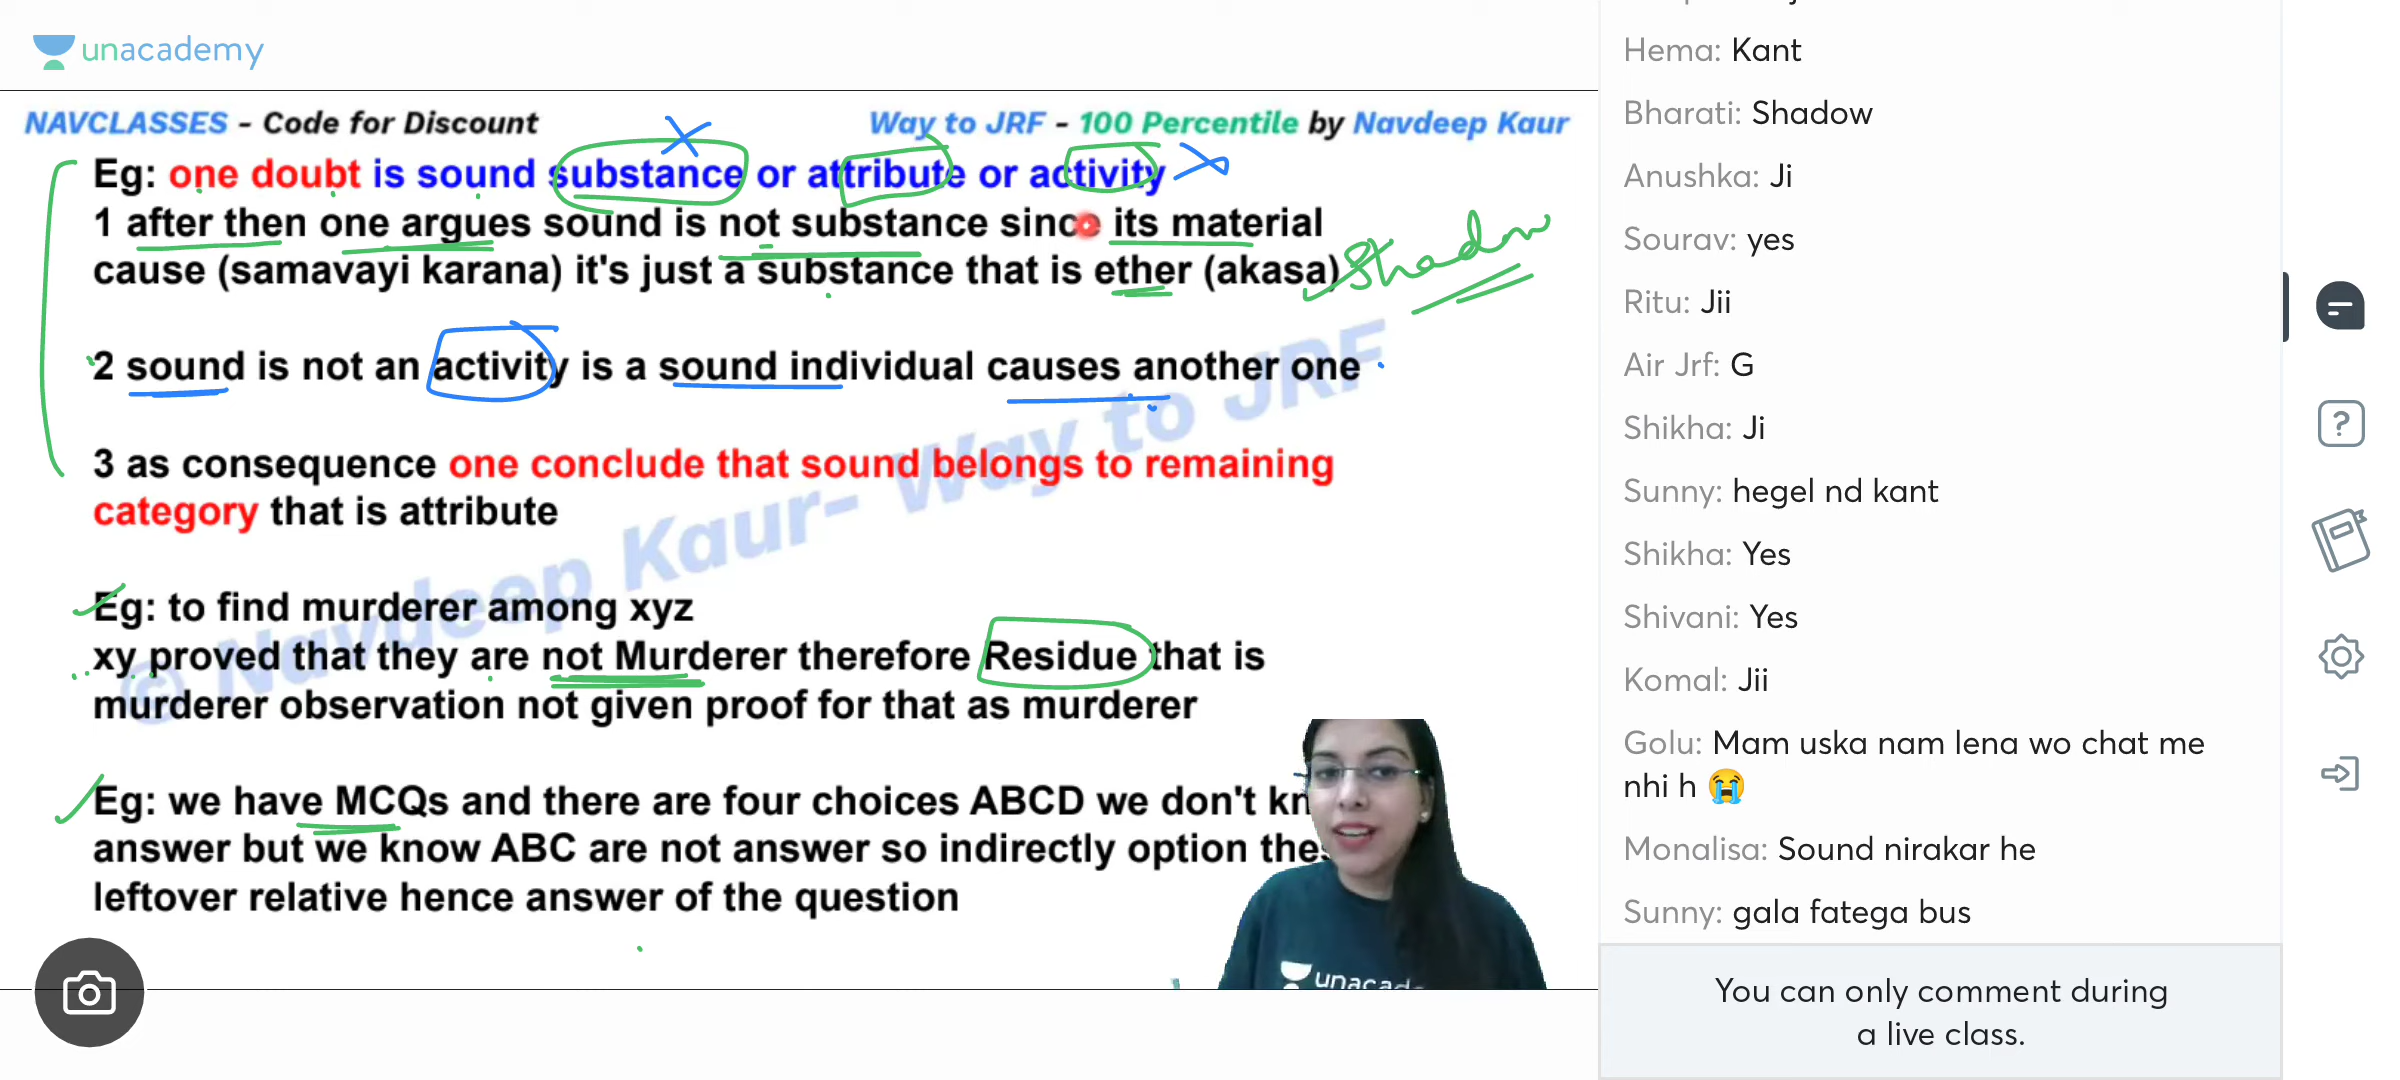 unacademy
NAVCLASSES - Code for Discount
Way to JRF - 100 Percentile by Navdeep Kaur
Eg: one doubt is sound substance or attribute or activity
1 after then one argues sound is not substance since its material
cause (samavayi karana) it's just a substance that is ether (akasa)
Shadow
2 sound is not an activity is a sound individual causes another one
3 as consequence one conclude that sound belongs to remaining
category that is attribute
Eg: to find murderer among xyz
xy proved that they are not Murderer therefore Residue that is
murderer observation not given proof for that as murderer
Eg: we have MCQs and there are four choices ABCD we don't kn
answer but we know ABC are not answer so indirectly option
leftover relative hence answer of the question
© Navdeep Kaur- Way to JRF
unacad
Hema: Kant
Bharati: Shadow
Anushka: Ji
Sourav: yes
Ritu: Jii
Air Jrf: G
Shikha: Ji
Sunny: hegel nd kant
Shikha: Yes
Shivani: Yes
Komal: Jii
Golu: Mam uska nam lena wo chat me
nhi h 😭
Monalisa: Sound nirakar he
Sunny: gala fatega bus
You can only comment during
a live class.